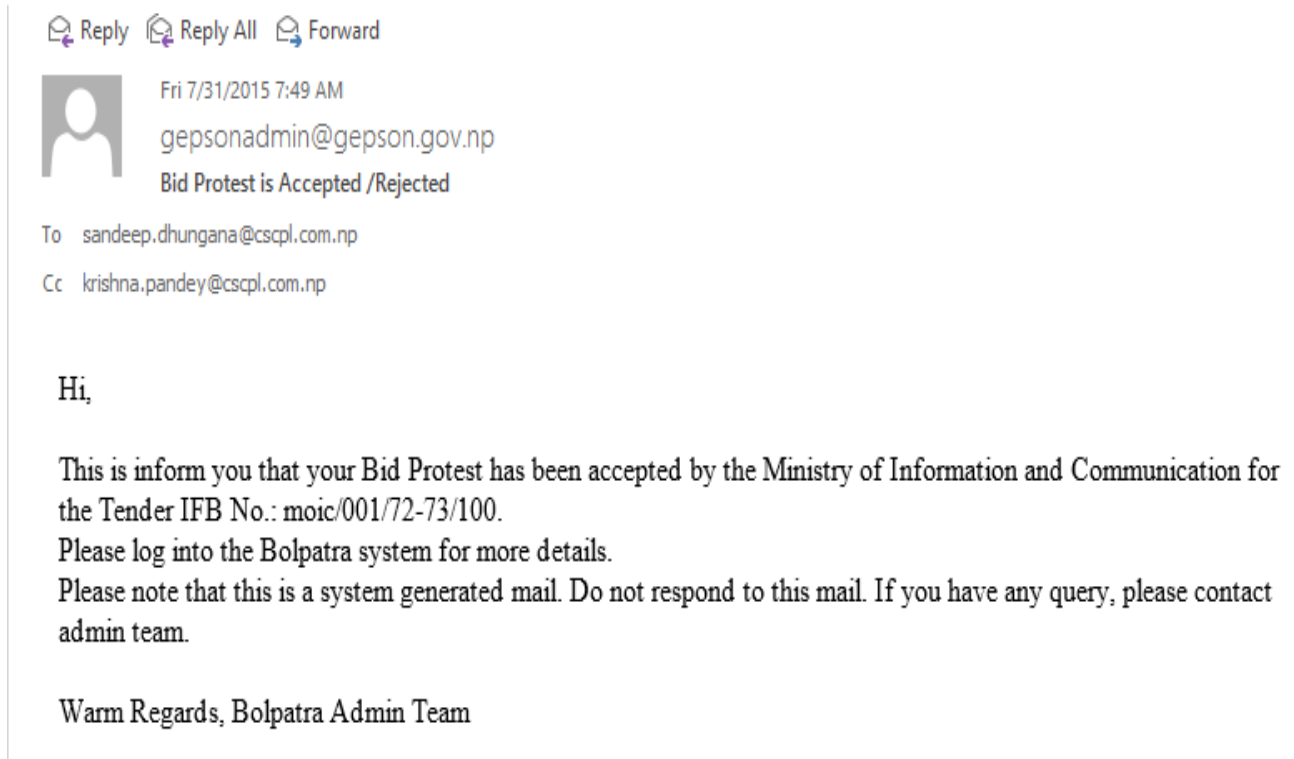 Reply Reply All Forward
Fri 7/31/2015 7:49 AM
gepsonadmin@gepson.gov.np
Bid Protest is Accepted /Rejected
To sandeep.dhungana@cscpl.com.np
Cc krishna.pandey@cscpl.com.np
Hi,
This is inform you that your Bid Protest has been accepted by the Ministry of Information and Communication for
the Tender IFB No.: moic/001/72-73/100.
Please log into the Bolpatra system for more details.
Please note that this is a system generated mail. Do not respond to this mail. If you have any query, please contact
admin team.
Warm Regards, Bolpatra Admin Team